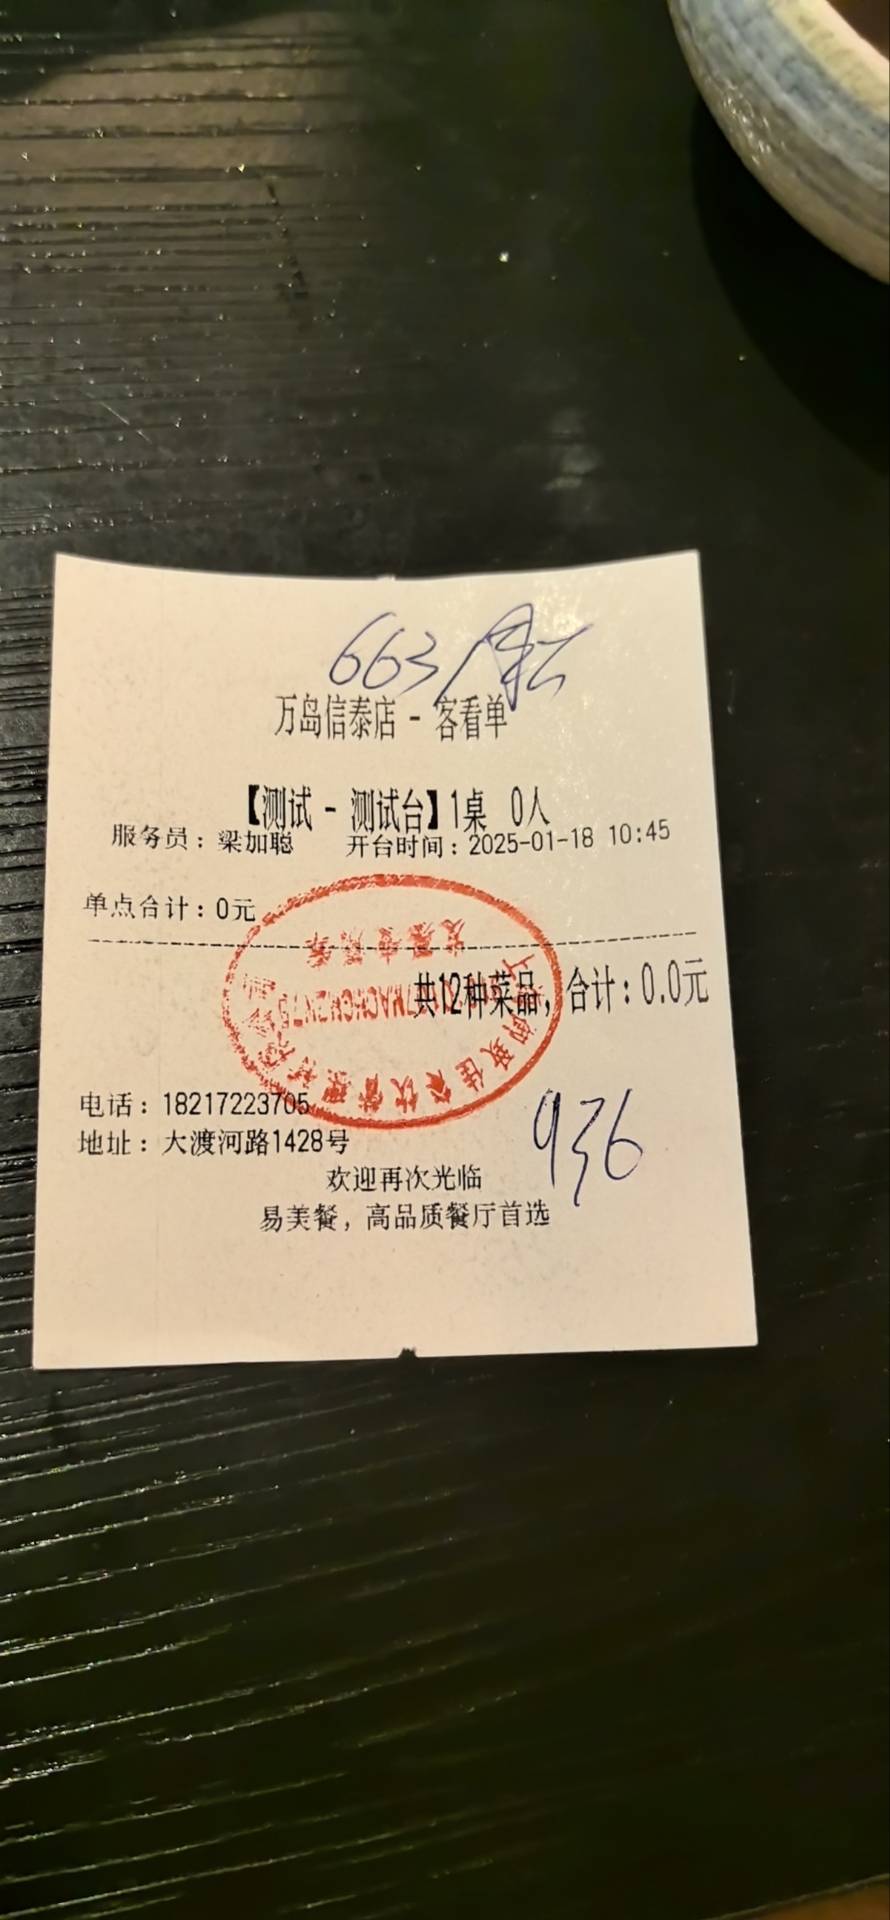 663
万岛信泰店 - 客看单
【测试 - 测试台】1桌 0人
服务员：梁加聪 开台时间：2025-01-18 10:45
单点合计：0元
共12种菜品，合计：0.0元
电话：18217223705
地址：大渡河路1428号
936
欢迎再次光临
易美餐，高品质餐厅首选